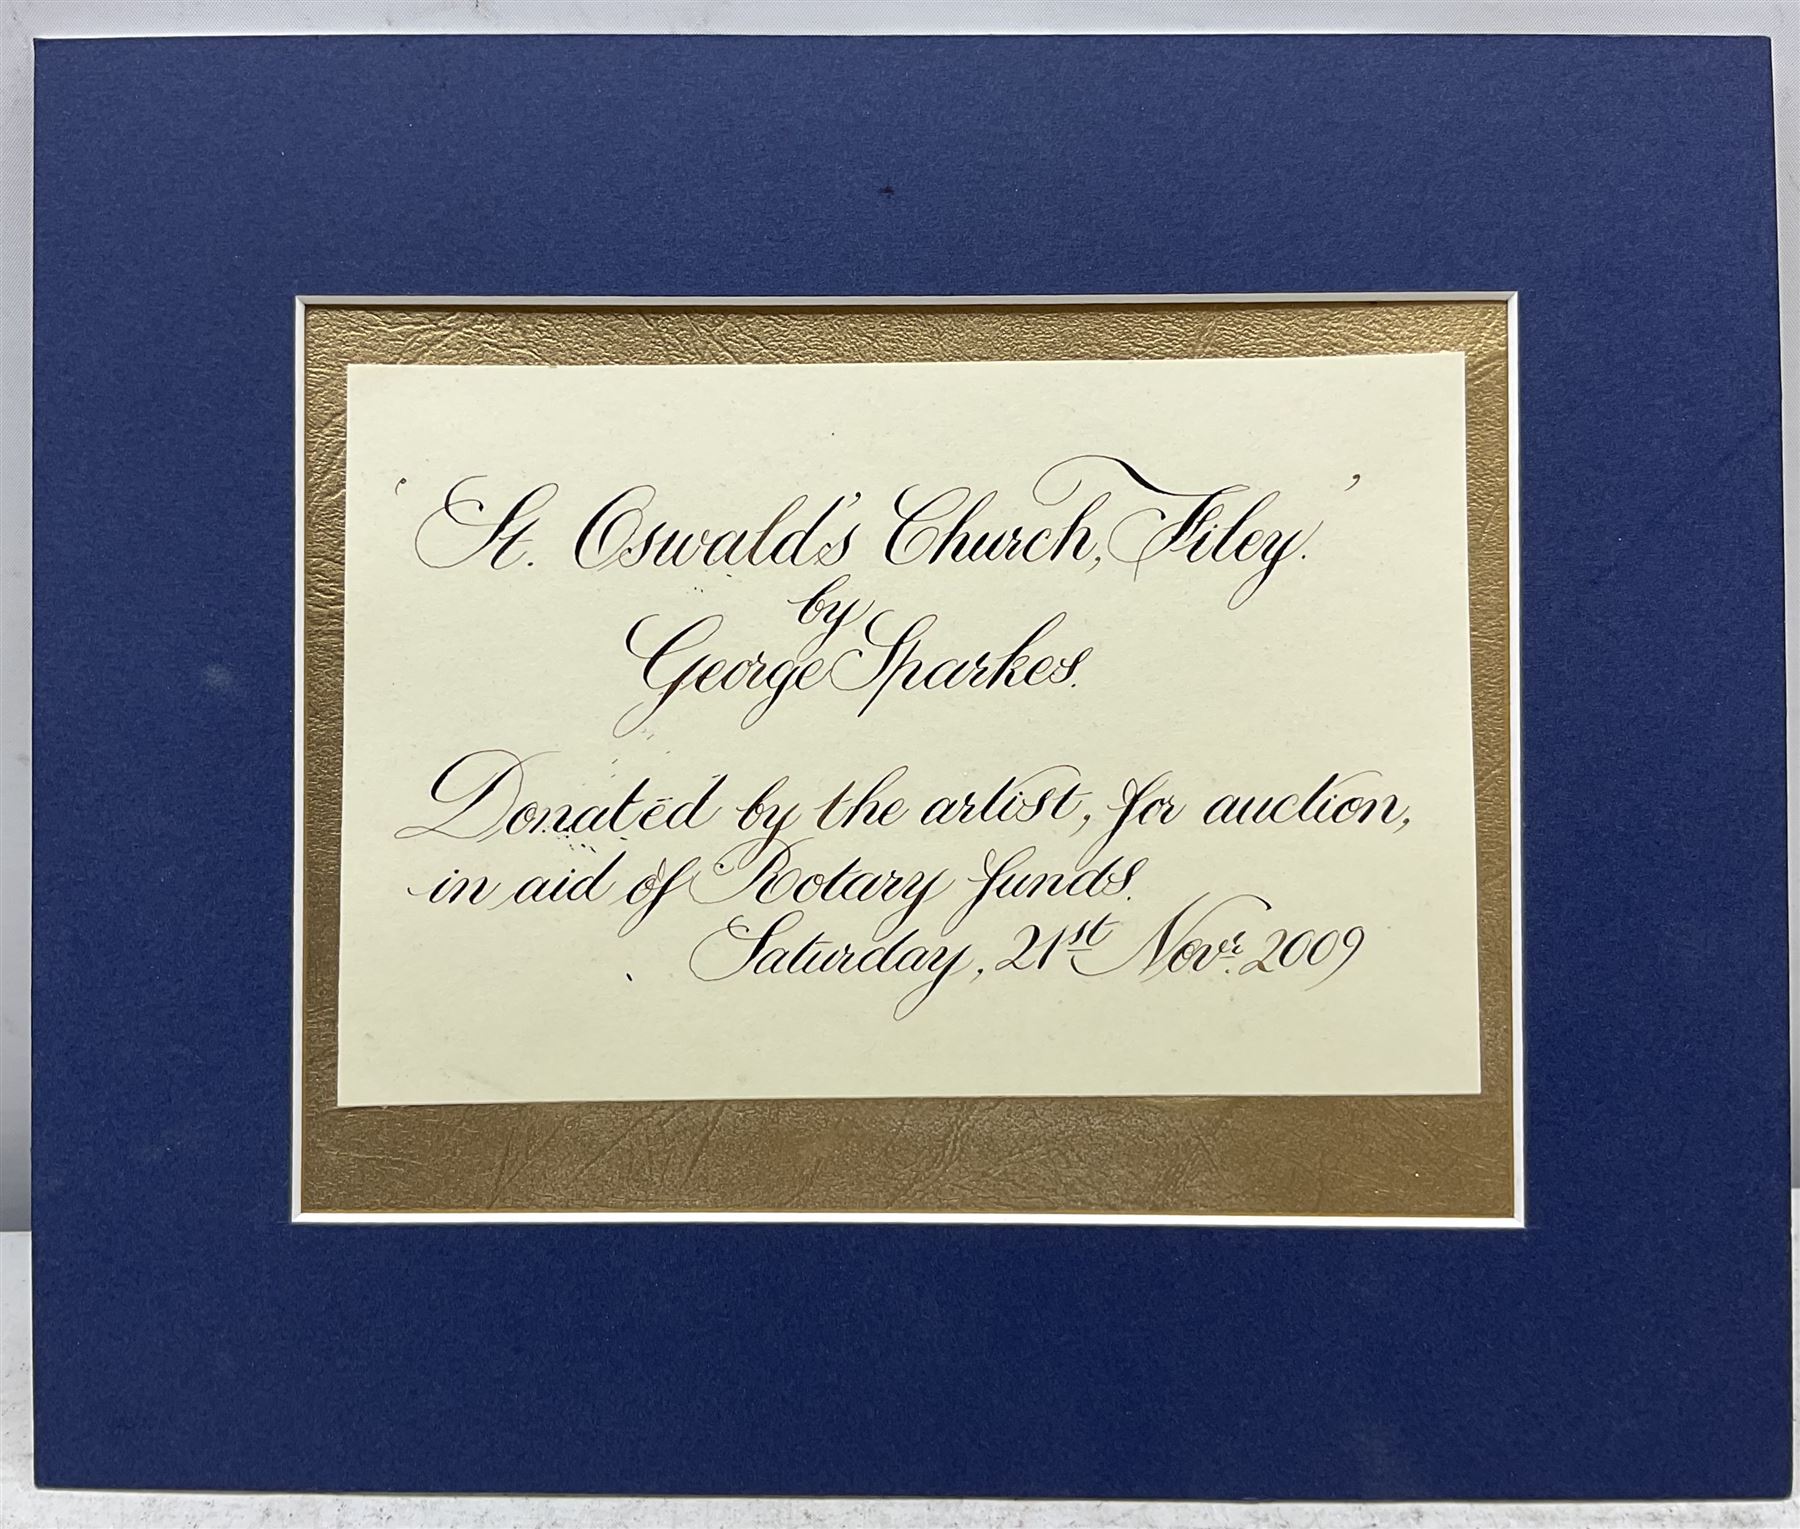 'St. Oswald's Church, Filey.'
by
George Sparkes.
Donated by the artist, for auction,
in aid of Rotary funds.
Saturday, 21st Novr. 2009